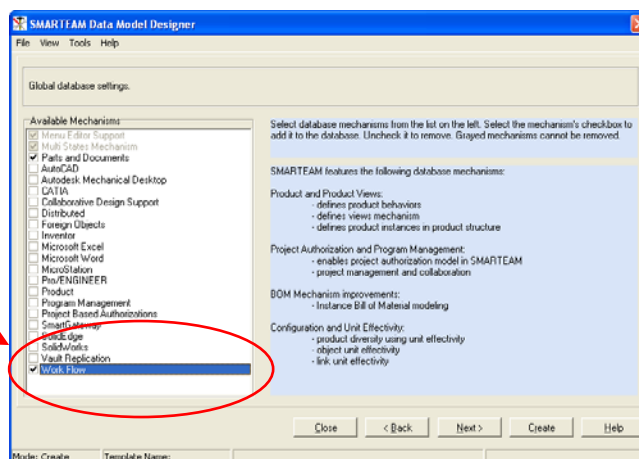 SMARTEAM Data Model Designer
File View Tools Help
Global database settings.
Available Mechanisms
Menu Editor Support
Multi States Mechanism
Parts and Documents
AutoCAD
Autodesk Mechanical Desktop
CATIA
Collaborative Design Support
Distributed
Foreign Objects
Inventor
Microsoft Excel
Microsoft Word
MicroStation
Pro/ENGINEER
Product
Program Management
Project Based Authorizations
SmartGateway
SolidEdge
SolidWorks
Vault Replication
Work Flow
Select database mechanisms from the list on the left. Select the mechanism's checkbox to
add it to the database. Uncheck it to remove. Grayed mechanisms cannot be removed.
SMARTEAM features the following database mechanisms:
Product and Product Views:
- defines product behaviors
- defines views mechanism
- defines product instances in product structure
Project Authorization and Program Management:
- enables project authorization model in SMARTEAM
- project management and collaboration
BOM Mechanism improvements:
- Instance Bill of Material modeling
Configuration and Unit Effectivity:
- product diversity using unit effectivity
- object unit effectivity
- link unit effectivity
Close < Back Next > Create Help
Mode: Create Template Name: